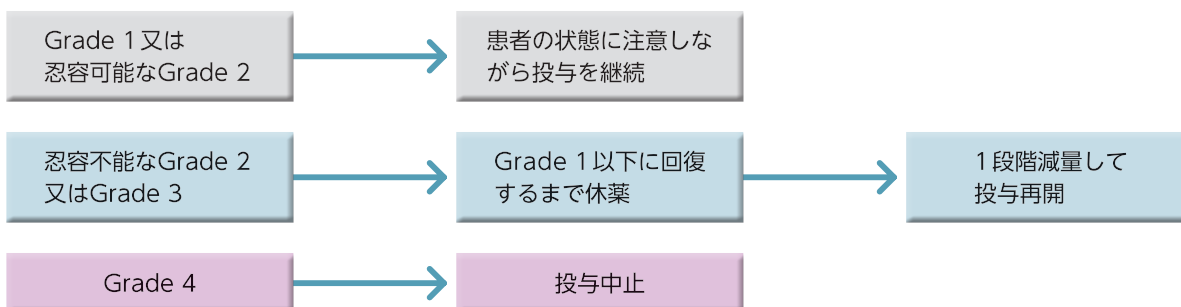 Grade 1又は
忍容可能なGrade 2
患者の状態に注意しな
がら投与を継続
忍容不能なGrade 2
又はGrade 3
Grade 1以下に回復
するまで休薬
1段階減量して
投与再開
Grade 4
投与中止